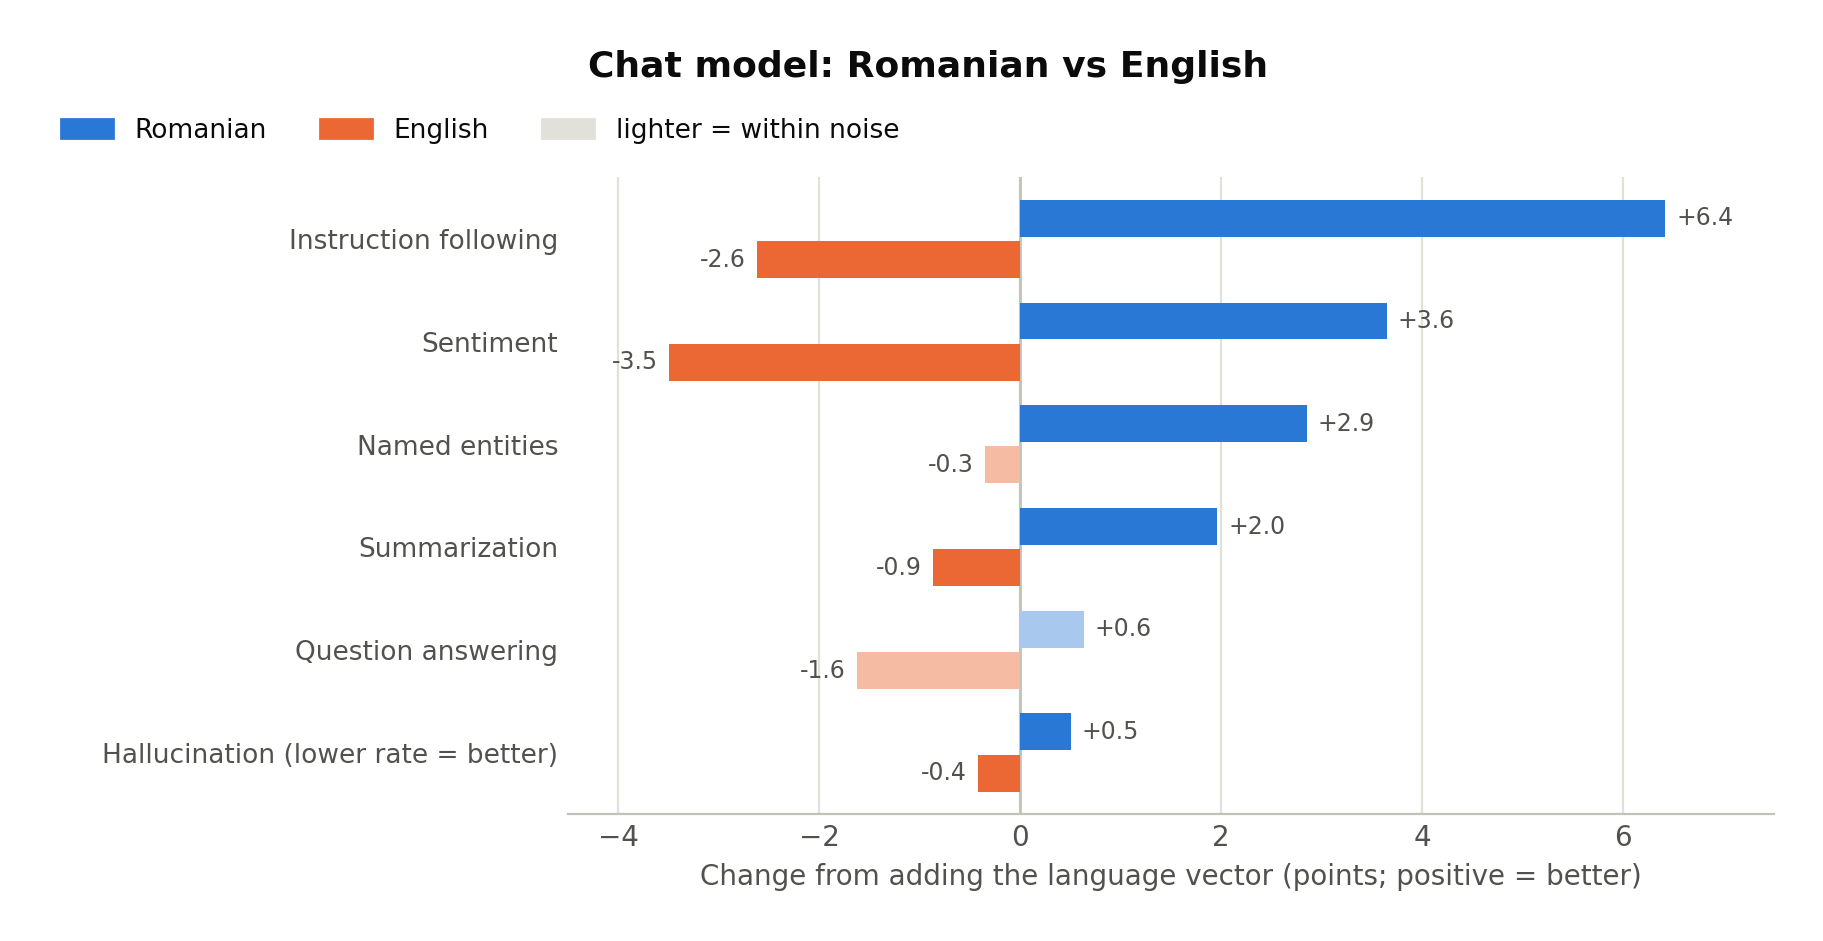 Chat model: Romanian vs English
Romanian English lighter = within noise
Instruction following
+6.4
-2.6
Sentiment
+3.6
-3.5
Named entities
+2.9
-0.3
Summarization
+2.0
-0.9
Question answering
+0.6
-1.6
Hallucination (lower rate = better)
+0.5
-0.4
−4 −2 0 2 4 6
Change from adding the language vector (points; positive = better)